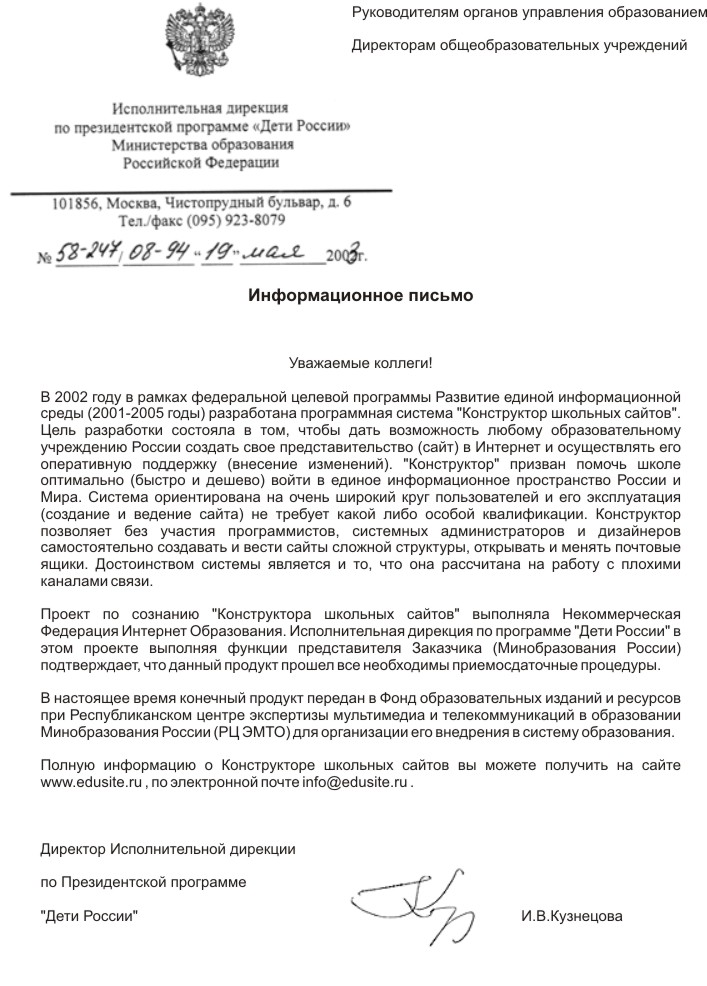 Руководителям органов управления образованием
Директорам общеобразовательных учреждений
Исполнительная дирекция
по президентской программе «Дети России»
Министерства образования
Российской Федерации
101856, Москва, Чистопрудный бульвар, д. 6
Тел./факс (095) 923-8079
№ 58-247/08-94 "19" мая 2003г.
Информационное письмо
Уважаемые коллеги!
В 2002 году в рамках федеральной целевой программы Развитие единой информационной
среды (2001-2005 годы) разработана программная система "Конструктор школьных сайтов".
Цель разработки состояла в том, чтобы дать возможность любому образовательному
учреждению России создать свое представительство (сайт) в Интернет и осуществлять его
оперативную поддержку (внесение изменений). "Конструктор" призван помочь школе
оптимально (быстро и дешево) войти в единое информационное пространство России и
Мира. Система ориентирована на очень широкий круг пользователей и его эксплуатация
(создание и ведение сайта) не требует какой либо особой квалификации. Конструктор
позволяет без участия программистов, системных администраторов и дизайнеров
самостоятельно создавать и вести сайты сложной структуры, открывать и менять почтовые
ящики. Достоинством системы является и то, что она рассчитана на работу с плохими
каналами связи.
Проект по сознанию "Конструктора школьных сайтов" выполняла Некоммерческая
Федерация Интернет Образования. Исполнительная дирекция по программе "Дети России" в
этом проекте выполняя функции представителя Заказчика (Минобразования России)
подтверждает, что данный продукт прошел все необходимы приемосдаточные процедуры.
В настоящее время конечный продукт передан в Фонд образовательных изданий и ресурсов
при Республиканском центре экспертизы мультимедиа и телекоммуникаций в образовании
Минобразования России (РЦ ЭМТО) для организации его внедрения в систему образования.
Полную информацию о Конструкторе школьных сайтов вы можете получить на сайте
www.edusite.ru , по электронной почте info@edusite.ru .
Директор Исполнительной дирекции
по Президентской программе
"Дети России" И.В.Кузнецова